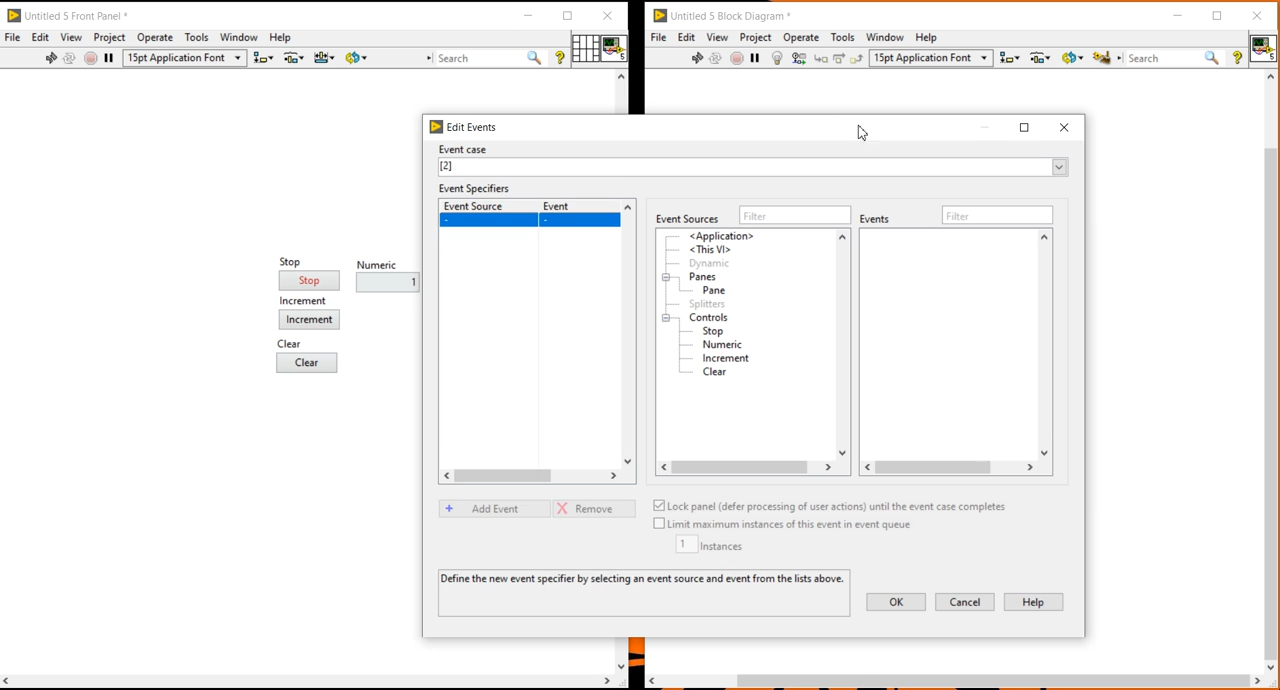 Untitled 5 Front Panel *
File Edit View Project Operate Tools Window Help
15pt Application Font
Search
5
Stop
Stop
Numeric
1
Increment
Increment
Clear
Clear
Untitled 5 Block Diagram *
File Edit View Project Operate Tools Window Help
15pt Application Font
Search
5
Edit Events
Event case
[2]
Event Specifiers
Event Source Event
- -
Add Event Remove
Event Sources Filter
<Application>
<This VI>
Dynamic
Panes
Pane
Splitters
Controls
Stop
Numeric
Increment
Clear
Events Filter
Lock panel (defer processing of user actions) until the event case completes
Limit maximum instances of this event in event queue
1 Instances
Define the new event specifier by selecting an event source and event from the lists above.
OK Cancel Help